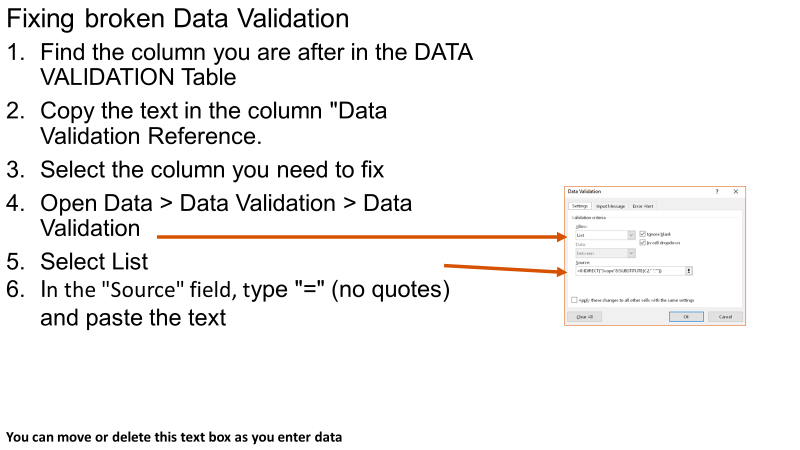 Fixing broken Data Validation
1. Find the column you are after in the DATA
VALIDATION Table
2. Copy the text in the column "Data
Validation Reference.
3. Select the column you need to fix
4. Open Data > Data Validation > Data
Validation
5. Select List
6. In the "Source" field, type "=" (no quotes)
and paste the text
Data Validation ? X
Settings Input Message Error Alert
Validation criteria
Allow:
List Ignore blank
Data: In-cell dropdown
between
Source:
Apply these changes to all other cells with the same settings
Clear All OK Cancel
You can move or delete this text box as you enter data